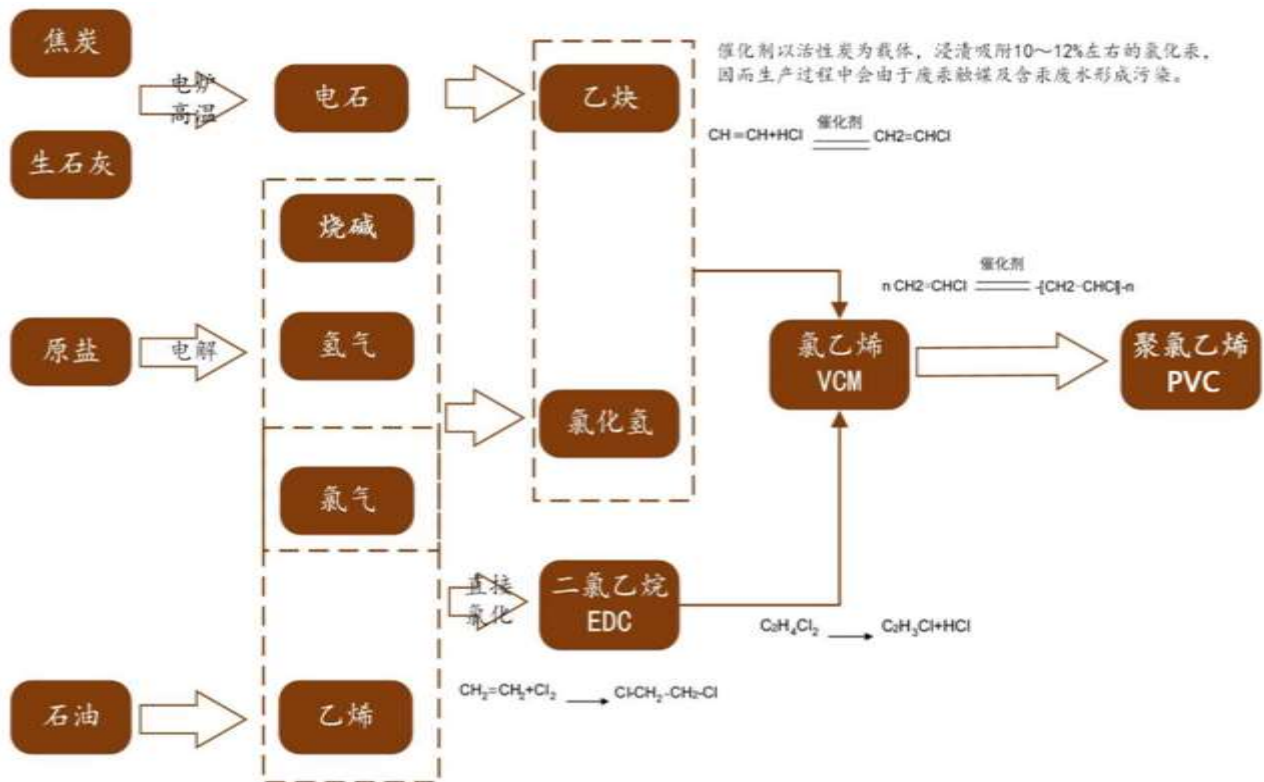 焦炭
电炉
高温
电石
乙炔
催化剂以活性炭为载体，浸渍吸附10～12%左右的氯化汞，
因而生产过程中会由于废汞触媒及含汞废水形成污染。
生石灰
催化剂
CH＝CH+HCl CH2=CHCl
烧碱
催化剂
n CH2=CHCl -[CH2-CHCl]-n
原盐
电解
氢气
氯乙烯
VCM
聚氯乙烯
PVC
氯化氢
氯气
直接
氯化
二氯乙烷
EDC
C2H4Cl2 → C2H3Cl+HCl
CH2=CH2+Cl2 → Cl-CH2-CH2-Cl
石油
乙烯